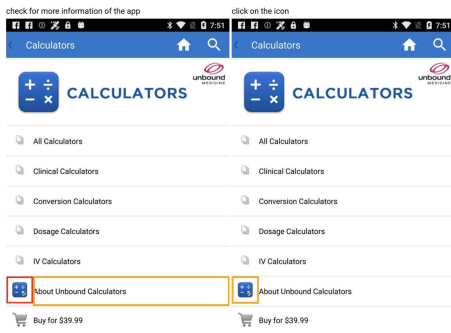 check for more information of the app
7:51
Calculators
CALCULATORS
unbound
MEDICINE
All Calculators
Clinical Calculators
Conversion Calculators
Dosage Calculators
IV Calculators
About Unbound Calculators
Buy for $39.99
click on the icon
7:51
Calculators
CALCULATORS
unbound
MEDICINE
All Calculators
Clinical Calculators
Conversion Calculators
Dosage Calculators
IV Calculators
About Unbound Calculators
Buy for $39.99